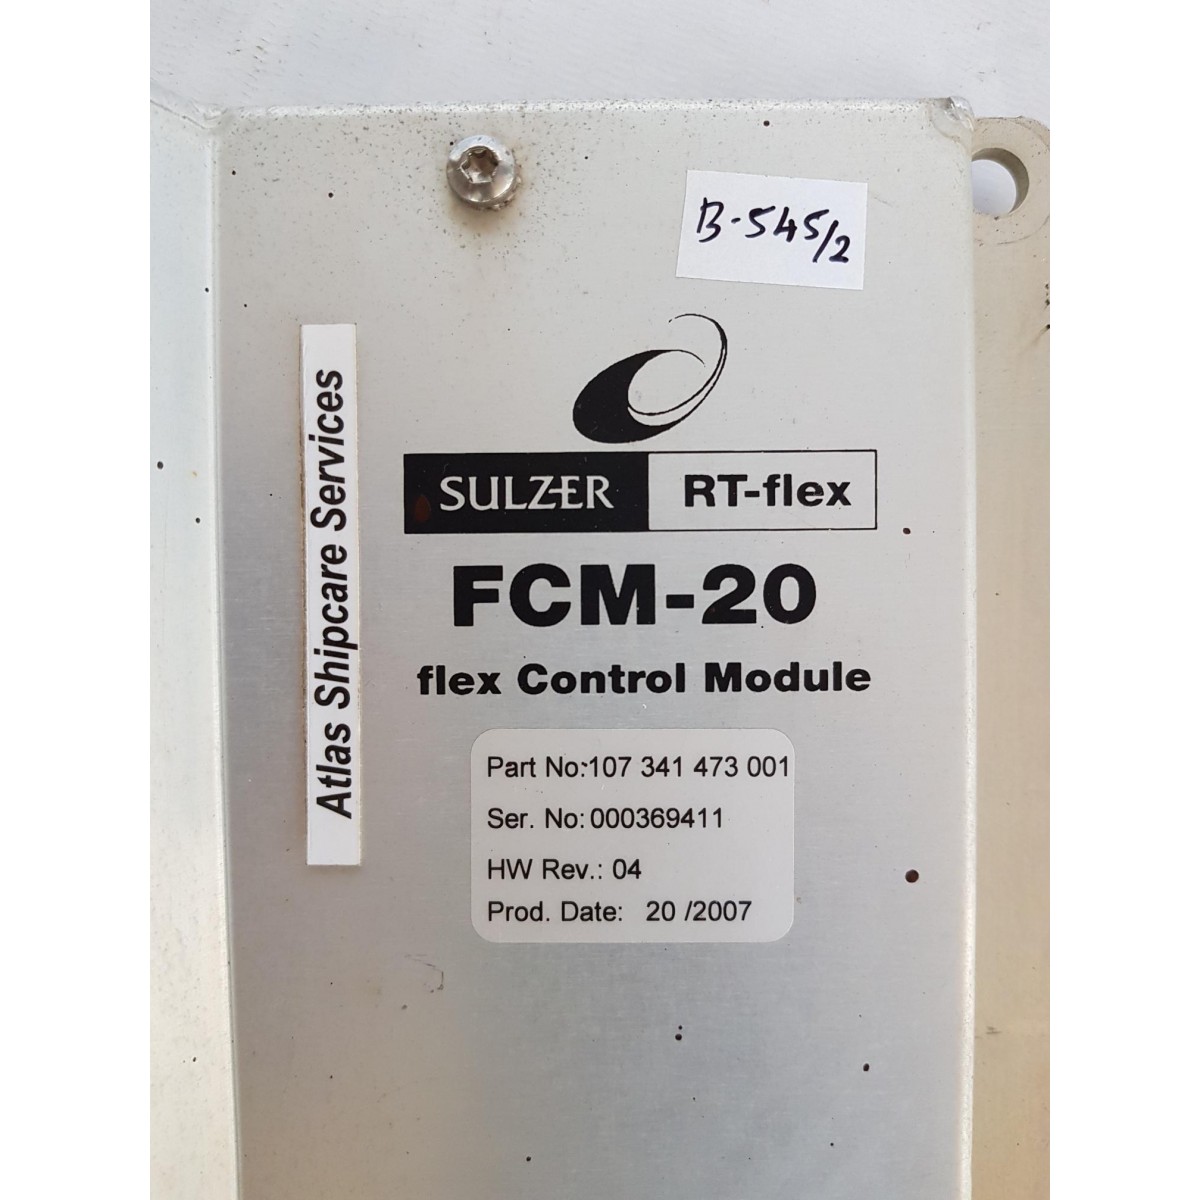 B-545/2
SULZER RT-flex
FCM-20
flex Control Module
Part No:107 341 473 001
Ser. No: 000369411
HW Rev.: 04
Prod. Date: 20 /2007
Atlas Shipcare Services